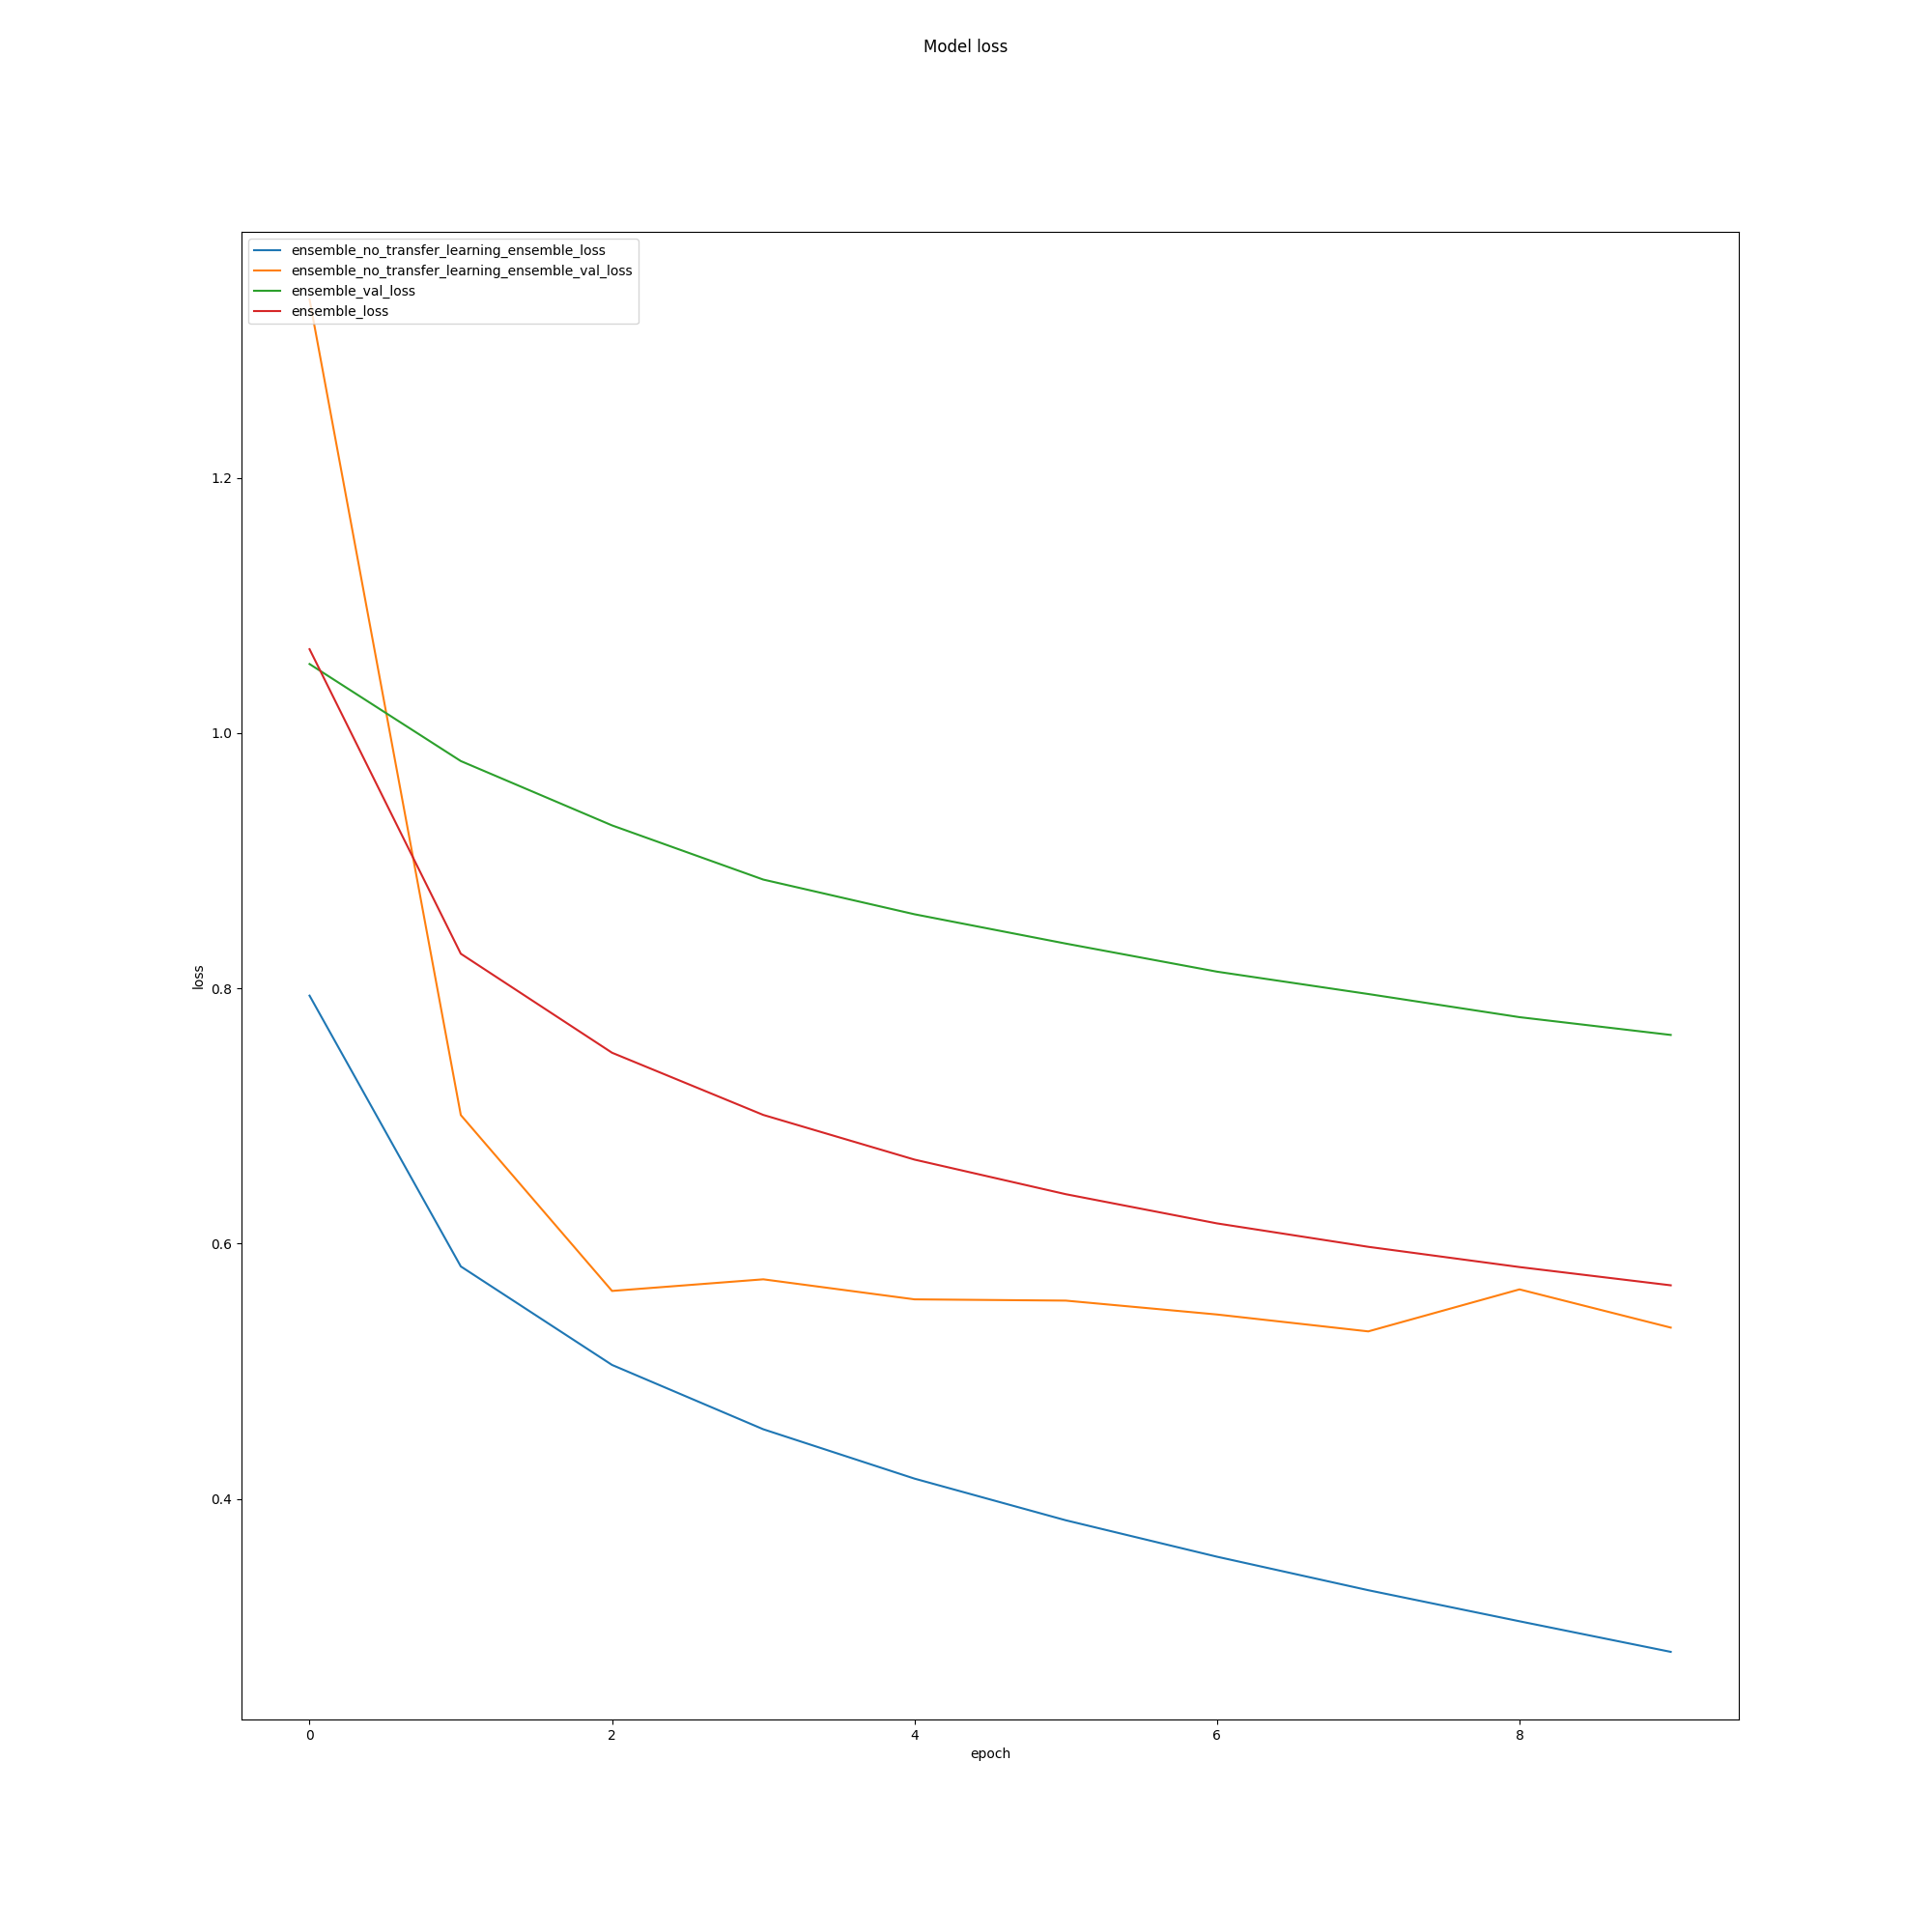 Model loss
ensemble_no_transfer_learning_ensemble_loss
ensemble_no_transfer_learning_ensemble_val_loss
ensemble_val_loss
ensemble_loss
1.2
1.0
0.8
0.6
0.4
loss
0 2 4 6 8
epoch